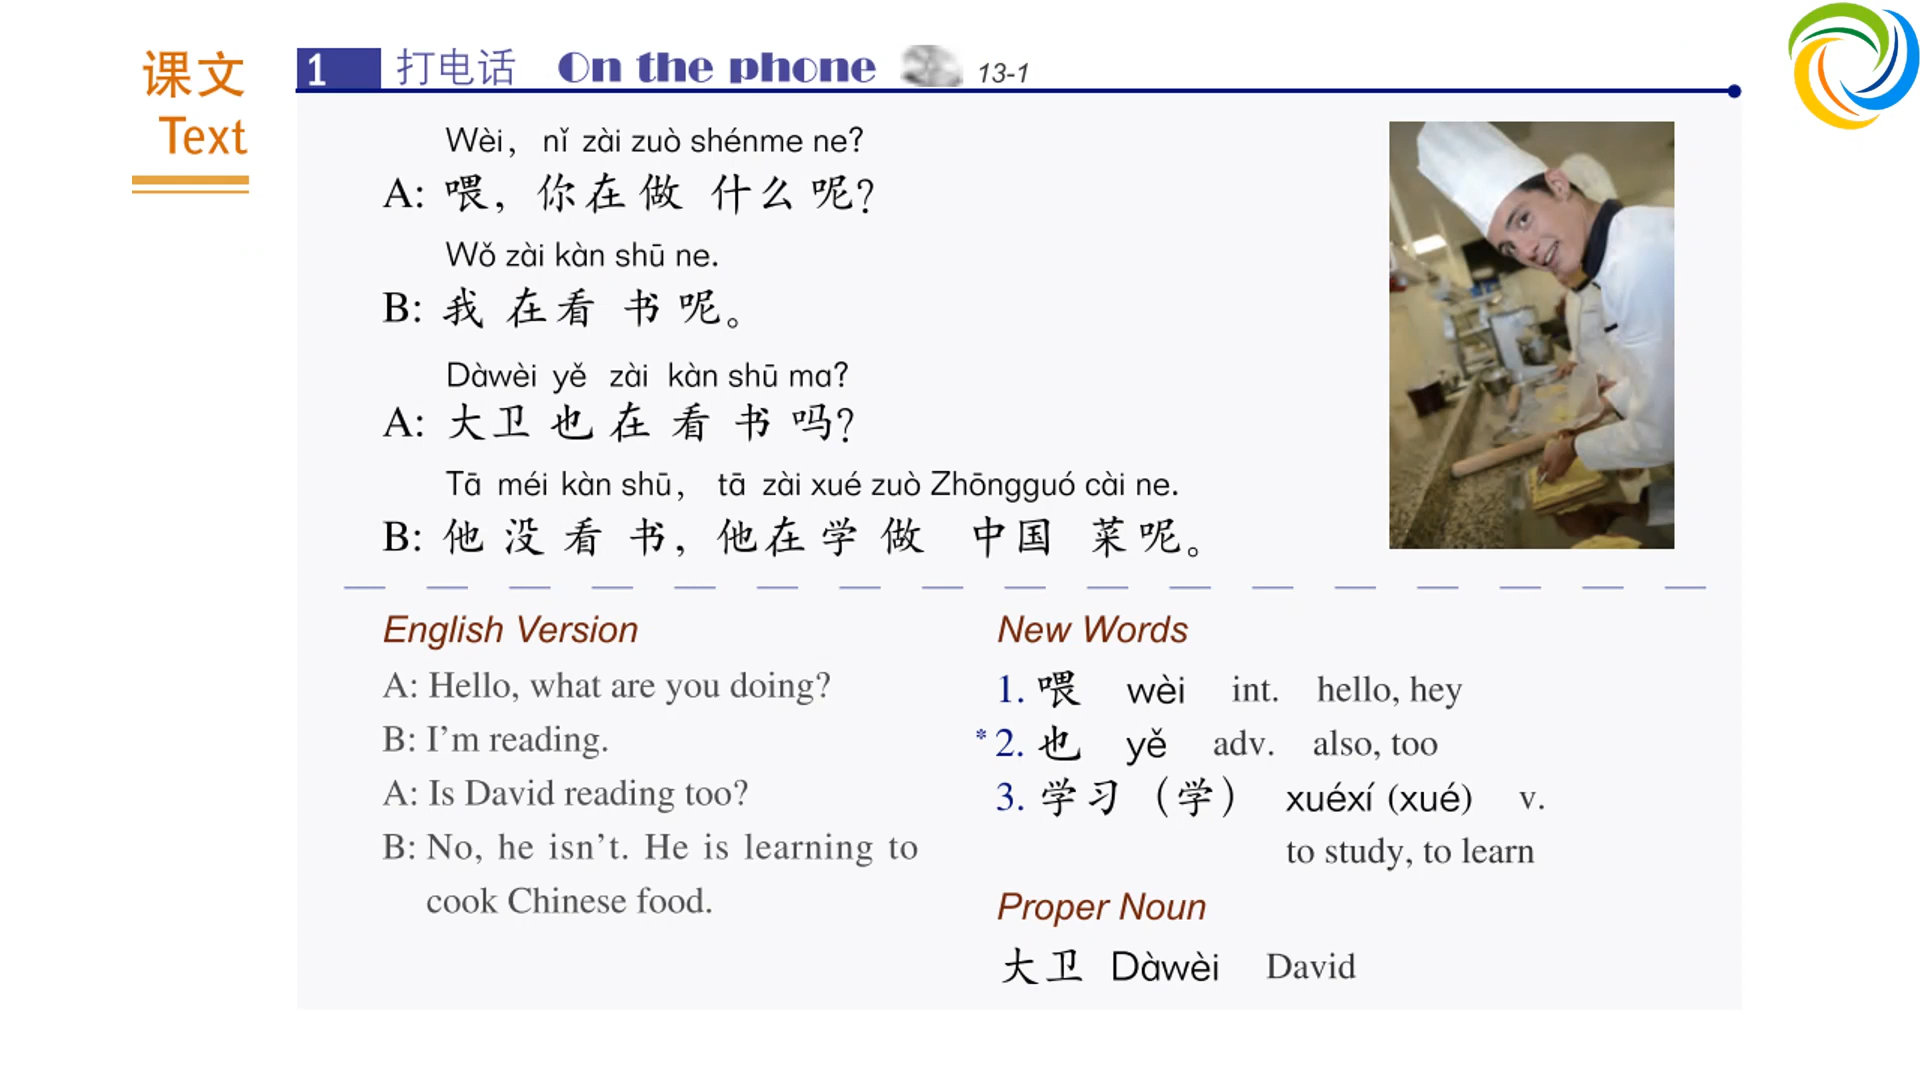 课文
Text
1 打电话 On the phone 13-1
Wèi, nǐ zài zuò shénme ne?
A: 喂，你在做什么呢？
Wǒ zài kàn shū ne.
B: 我在看书呢。
Dàwèi yě zài kàn shū ma?
A: 大卫也在看书吗？
Tā méi kàn shū, tā zài xué zuò Zhōngguó cài ne.
B: 他没看书，他在学做中国菜呢。
English Version
A: Hello, what are you doing?
B: I'm reading.
A: Is David reading too?
B: No, he isn't. He is learning to
cook Chinese food.
New Words
1. 喂 wèi int. hello, hey
*2. 也 yě adv. also, too
3. 学习（学） xuéxí (xué) v.
to study, to learn
Proper Noun
大卫 Dàwèi David